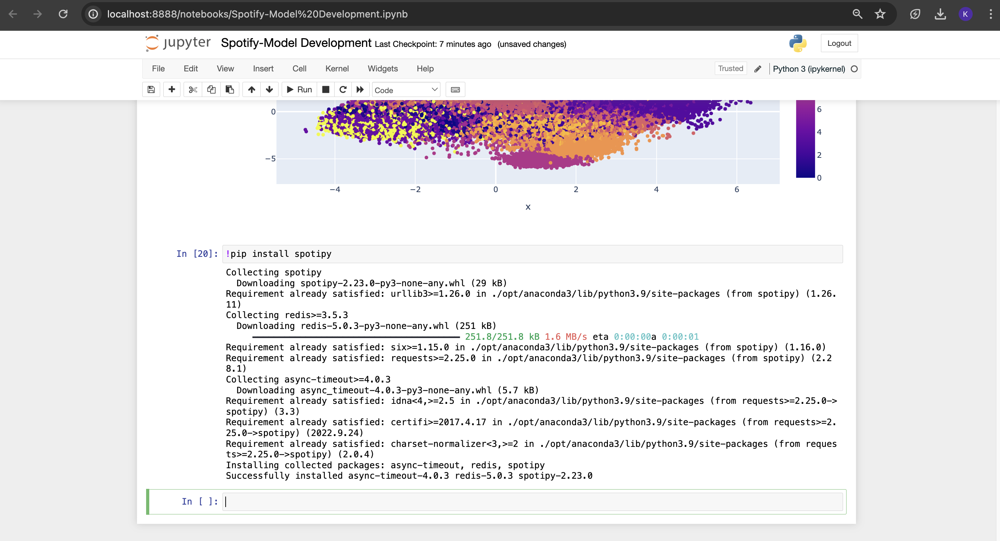 localhost:8888/notebooks/Spotify-Model%20Development.ipynb
K
jupyter Spotify-Model Development Last Checkpoint: 7 minutes ago (unsaved changes)
Logout
File Edit View Insert Cell Kernel Widgets Help
Trusted Python 3 (ipykernel)
Run Code
0
−5
−4 −2 0 2 4 6
x
6
4
2
0
In [20]: !pip install spotipy
Collecting spotipy
Downloading spotipy-2.23.0-py3-none-any.whl (29 kB)
Requirement already satisfied: urllib3>=1.26.0 in ./opt/anaconda3/lib/python3.9/site-packages (from spotipy) (1.26.
11)
Collecting redis>=3.5.3
Downloading redis-5.0.3-py3-none-any.whl (251 kB)
251.8/251.8 kB 1.6 MB/s eta 0:00:00a 0:00:01
Requirement already satisfied: six>=1.15.0 in ./opt/anaconda3/lib/python3.9/site-packages (from spotipy) (1.16.0)
Requirement already satisfied: requests>=2.25.0 in ./opt/anaconda3/lib/python3.9/site-packages (from spotipy) (2.2
8.1)
Collecting async-timeout>=4.0.3
Downloading async_timeout-4.0.3-py3-none-any.whl (5.7 kB)
Requirement already satisfied: idna<4,>=2.5 in ./opt/anaconda3/lib/python3.9/site-packages (from requests>=2.25.0->
spotipy) (3.3)
Requirement already satisfied: certifi>=2017.4.17 in ./opt/anaconda3/lib/python3.9/site-packages (from requests>=2.
25.0->spotipy) (2022.9.24)
Requirement already satisfied: charset-normalizer<3,>=2 in ./opt/anaconda3/lib/python3.9/site-packages (from reques
ts>=2.25.0->spotipy) (2.0.4)
Installing collected packages: async-timeout, redis, spotipy
Successfully installed async-timeout-4.0.3 redis-5.0.3 spotipy-2.23.0
In [ ]: